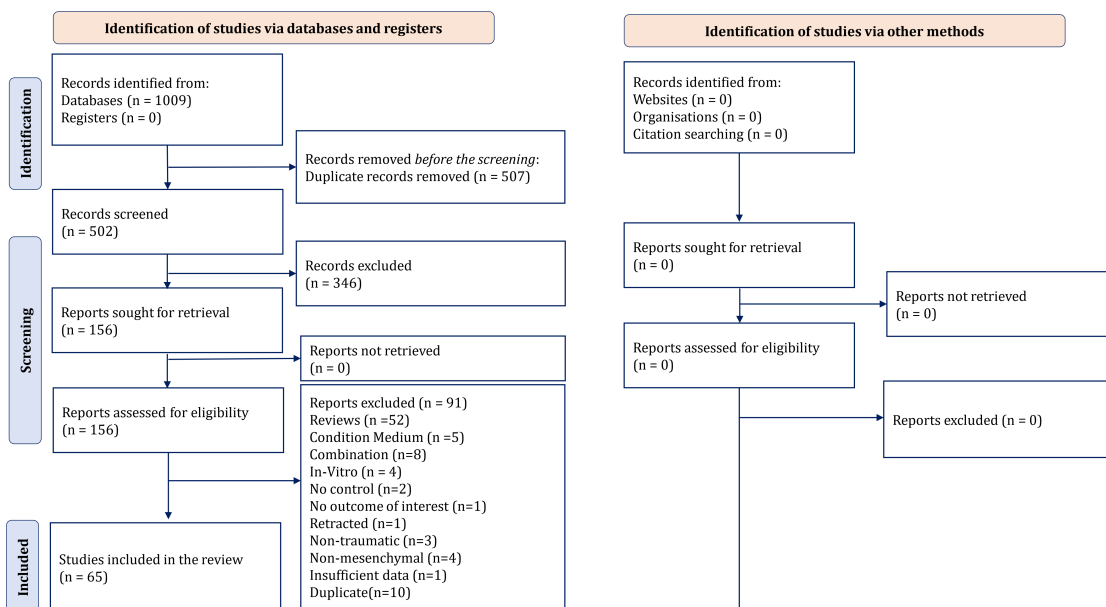 Identification of studies via databases and registers
Identification of studies via other methods
Identification
Records identified from:
Databases (n = 1009)
Registers (n = 0)
Records removed before the screening:
Duplicate records removed (n = 507)
Records screened
(n = 502)
Screening
Records excluded
(n = 346)
Reports sought for retrieval
(n = 156)
Reports not retrieved
(n = 0)
Reports assessed for eligibility
(n = 156)
Reports excluded (n = 91)
Reviews (n =52)
Condition Medium (n =5)
Combination (n=8)
In-Vitro (n = 4)
No control (n=2)
No outcome of interest (n=1)
Retracted (n=1)
Non-traumatic (n=3)
Non-mesenchymal (n=4)
Insufficient data (n=1)
Duplicate(n=10)
Included
Studies included in the review
(n = 65)
Records identified from:
Websites (n = 0)
Organisations (n = 0)
Citation searching (n = 0)
Reports sought for retrieval
(n = 0)
Reports not retrieved
(n = 0)
Reports assessed for eligibility
(n = 0)
Reports excluded (n = 0)